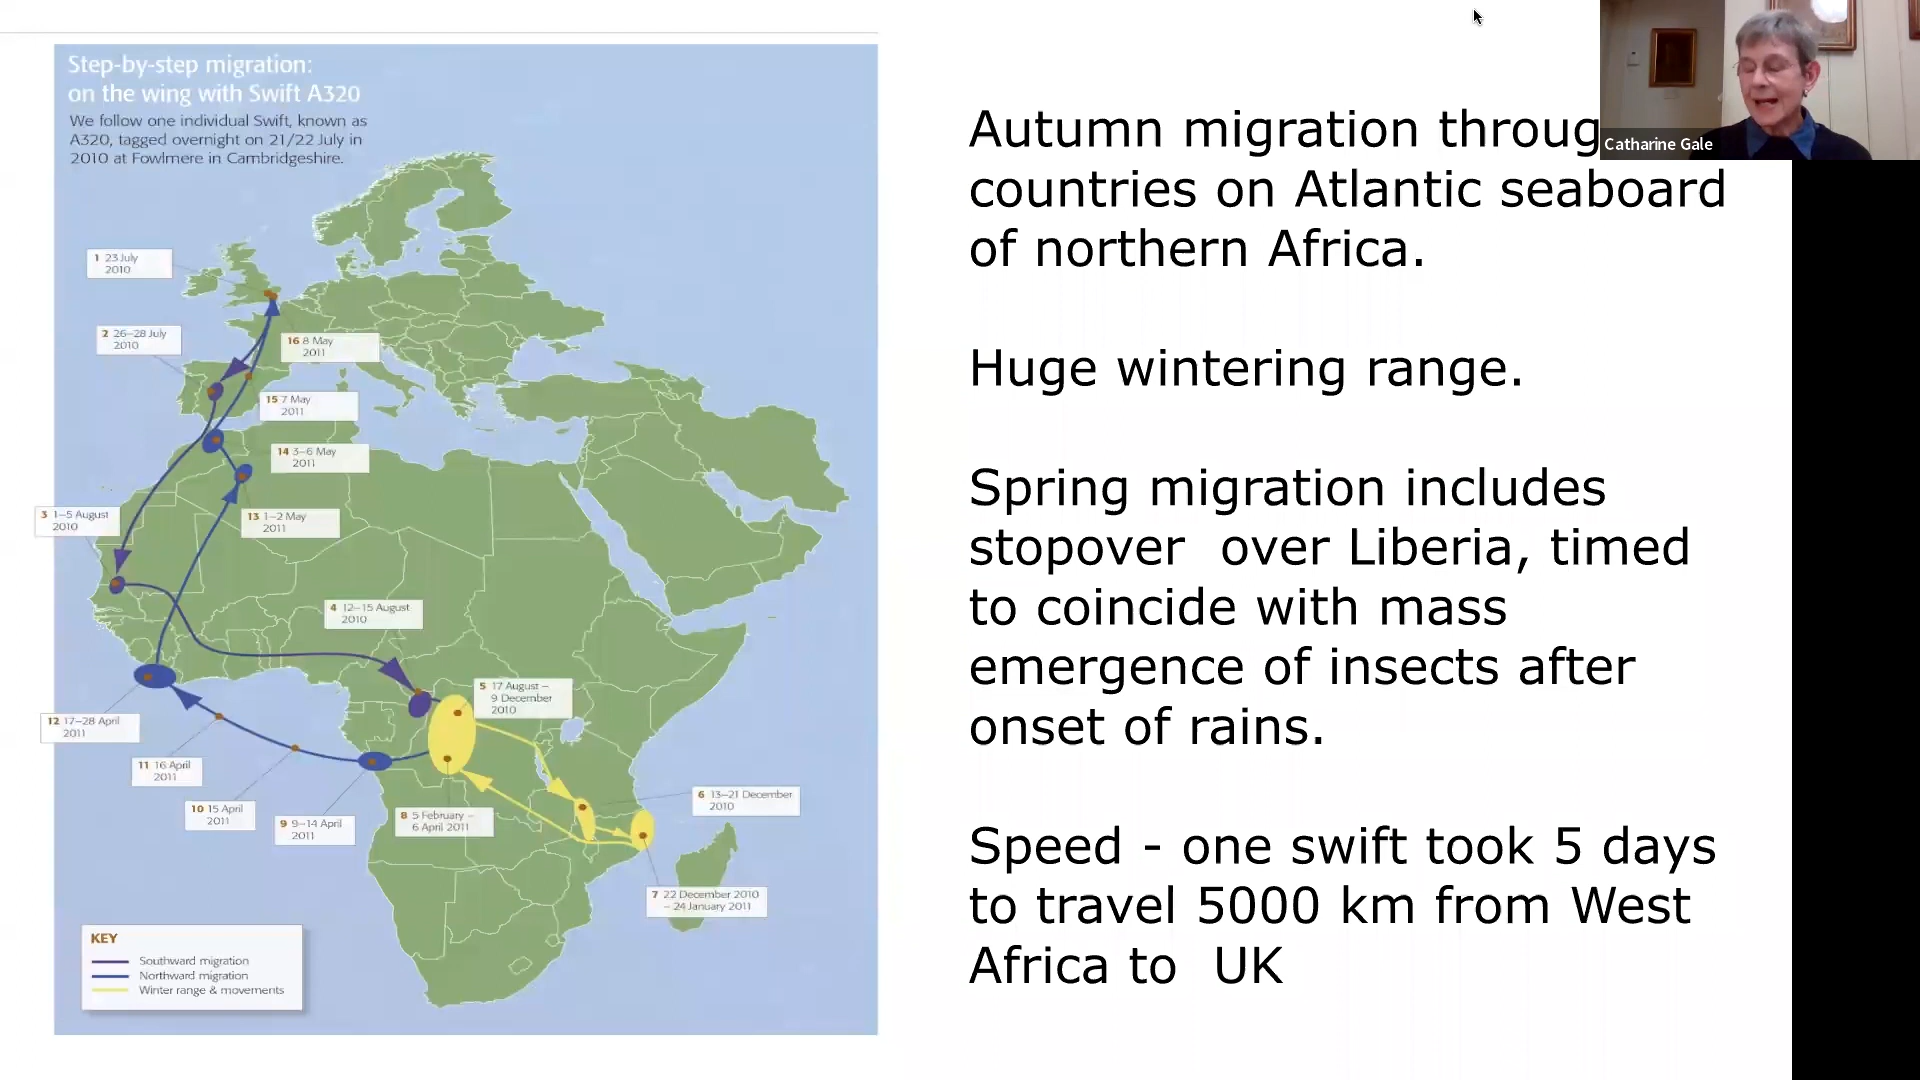 Step-by-step migration:
on the wing with Swift A320
We follow one individual Swift, known as
A320, tagged overnight on 21/22 July in
2010 at Fowlmere in Cambridgeshire.
1 23 July
2010
2 26–28 July
2010
16 8 May
2011
15 7 May
2011
14 3–6 May
2011
3 1–5 August
2010
13 1–2 May
2011
4 12–15 August
2010
5 17 August –
9 December
2010
12 17–28 April
2011
11 16 April
2011
10 15 April
2011
9 9–14 April
2011
8 5 February –
6 April 2011
6 13–21 December
2010
7 22 December 2010
– 24 January 2011
KEY
Southward migration
Northward migration
Winter range & movements
Autumn migration throug
countries on Atlantic seaboard
of northern Africa.
Huge wintering range.
Spring migration includes
stopover over Liberia, timed
to coincide with mass
emergence of insects after
onset of rains.
Speed - one swift took 5 days
to travel 5000 km from West
Africa to UK
Catharine Gale